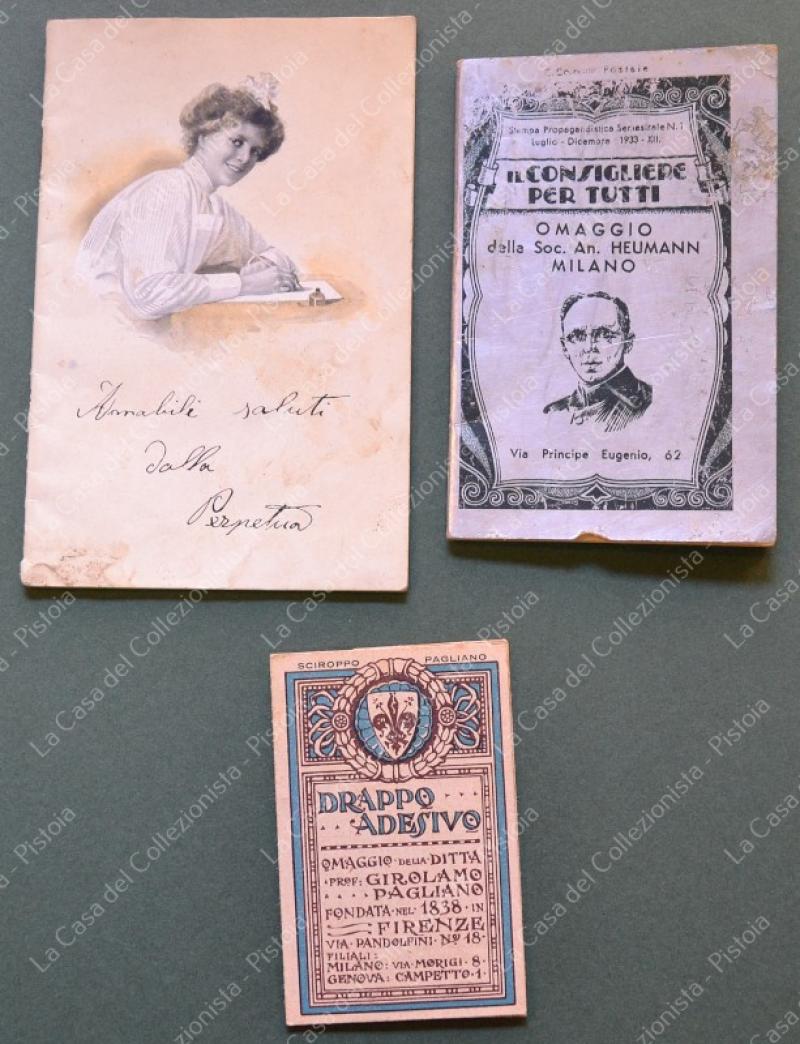 Amabili saluti
dalla
Perpetua
C. Corrente Postale
Stampa Propagandistica Semestrale N. 1
Luglio - Dicembre 1933 - XII.
IL CONSIGLIERE
PER TUTTI
OMAGGIO
della Soc. An. HEUMANN
MILANO
Via Principe Eugenio, 62
SCIROPPO PAGLIANO
DRAPPO
ADESIVO
OMAGGIO DELLA DITTA
PROF: GIROLAMO
PAGLIANO
FONDATA NEL 1838 IN
FIRENZE
VIA PANDOLFINI Nº 18
FILIALI:
MILANO: VIA MORIGI 8
GENOVA: CAMPETTO 1
La Casa del Collezionista - Pistoia